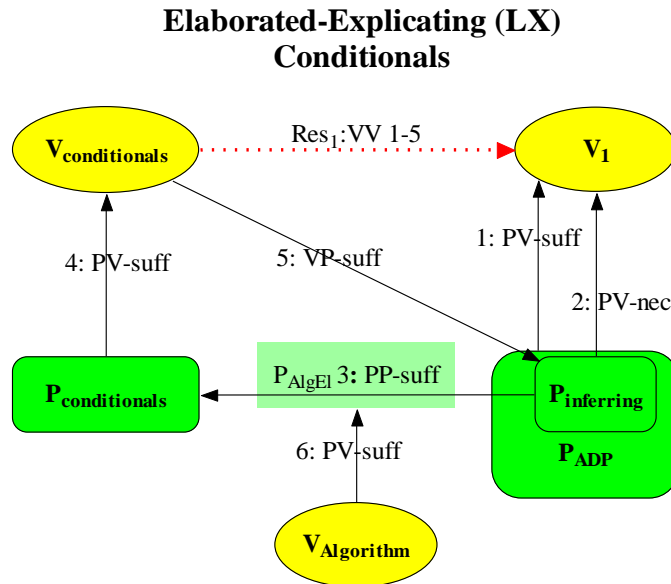 Elaborated-Explicating (LX)
Conditionals
Res1:VV 1-5
Vconditionals
V1
1: PV-suff
4: PV-suff
5: VP-suff
2: PV-nec
PAlgEl 3: PP-suff
Pconditionals
Pinferring
6: PV-suff
PADP
VAlgorithm